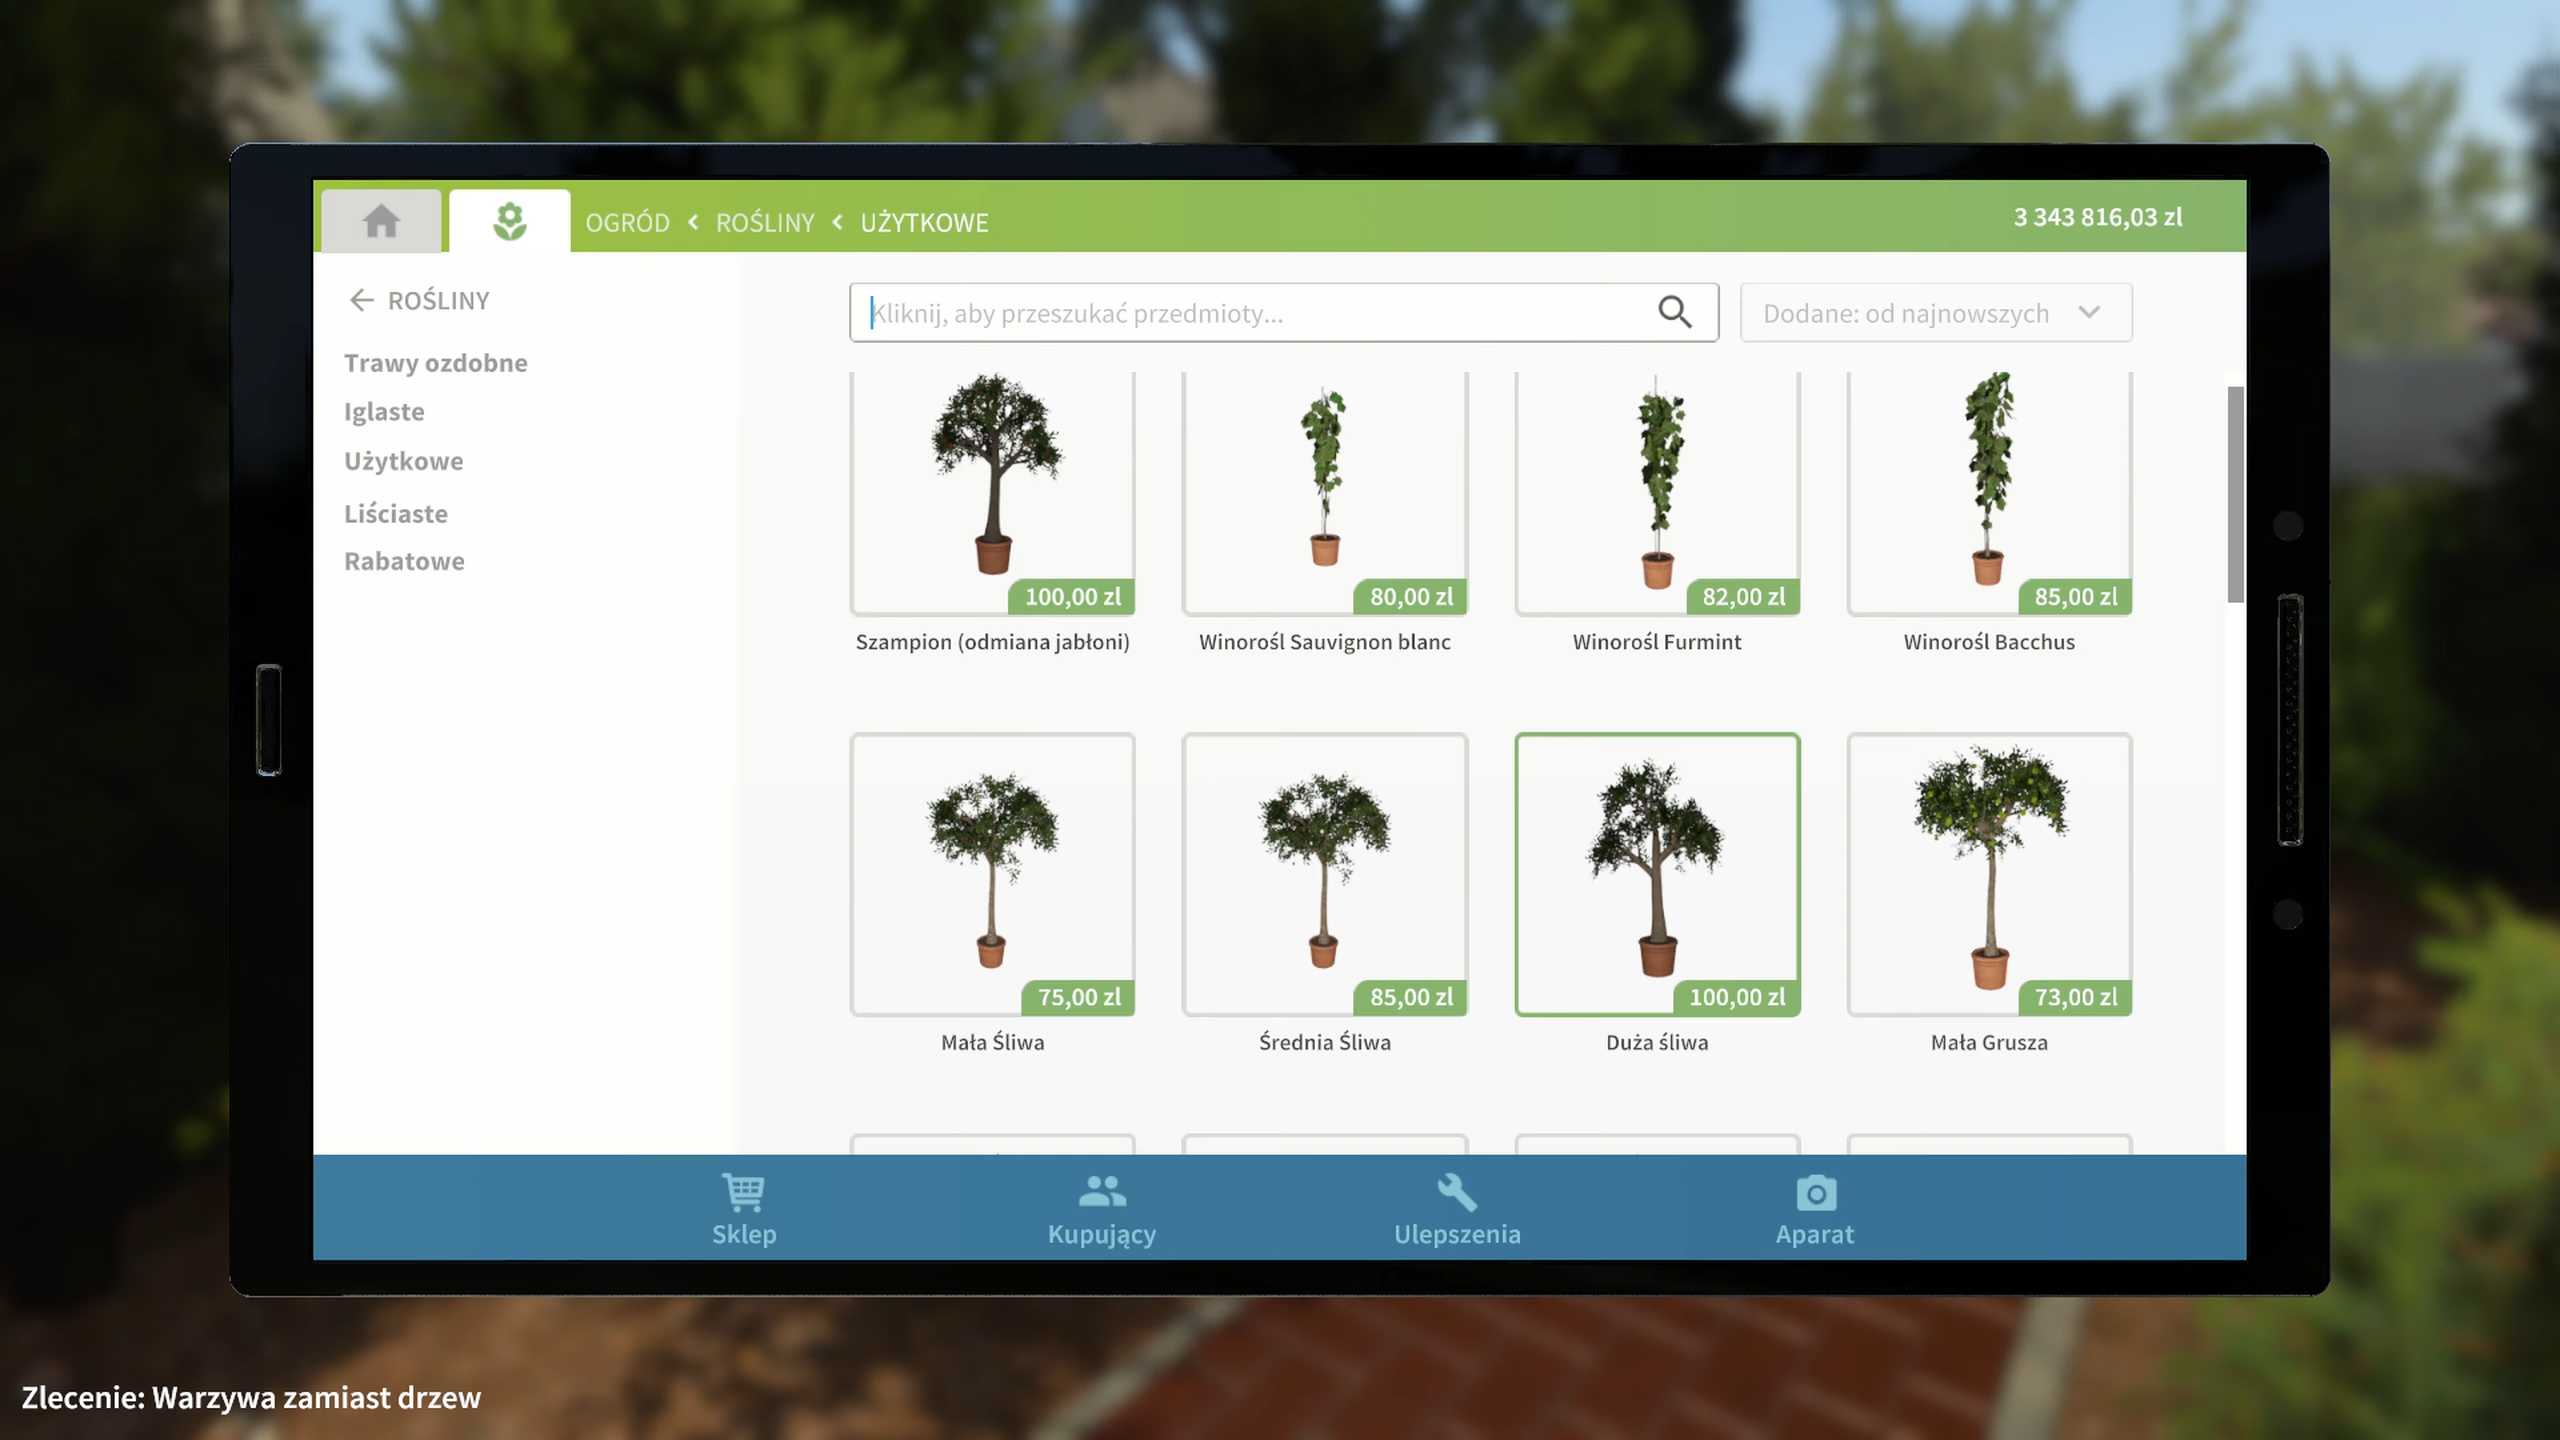 OGRÓD < ROŚLINY < UŻYTKOWE
3 343 816,03 zl
ROŚLINY
Trawy ozdobne
Iglaste
Użytkowe
Liściaste
Rabatowe
Kliknij, aby przeszukać przedmioty...
Dodane: od najnowszych
100,00 zl
80,00 zl
82,00 zl
85,00 zl
Szampion (odmiana jabłoni)
Winorośl Sauvignon blanc
Winorośl Furmint
Winorośl Bacchus
75,00 zl
85,00 zl
100,00 zl
73,00 zl
Mała Śliwa
Średnia Śliwa
Duża śliwa
Mała Grusza
Sklep
Kupujący
Ulepszenia
Aparat
Zlecenie: Warzywa zamiast drzew